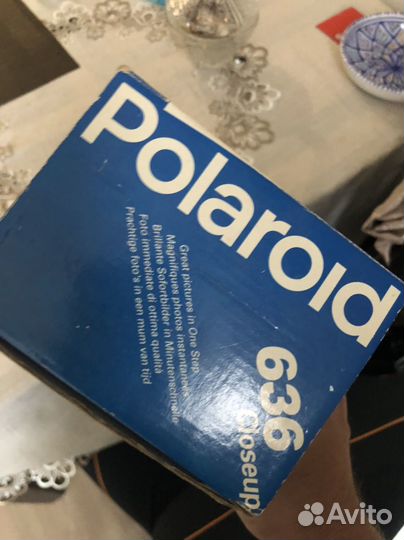 Polaroid
Great pictures in One Step
Magnifiques photos instantanées
Brillante Sofortbilder in Minutenschnelle
Foto immediate di ottima qualità
Prachtige foto's in een mum van tijd
636
Closeup
Avito